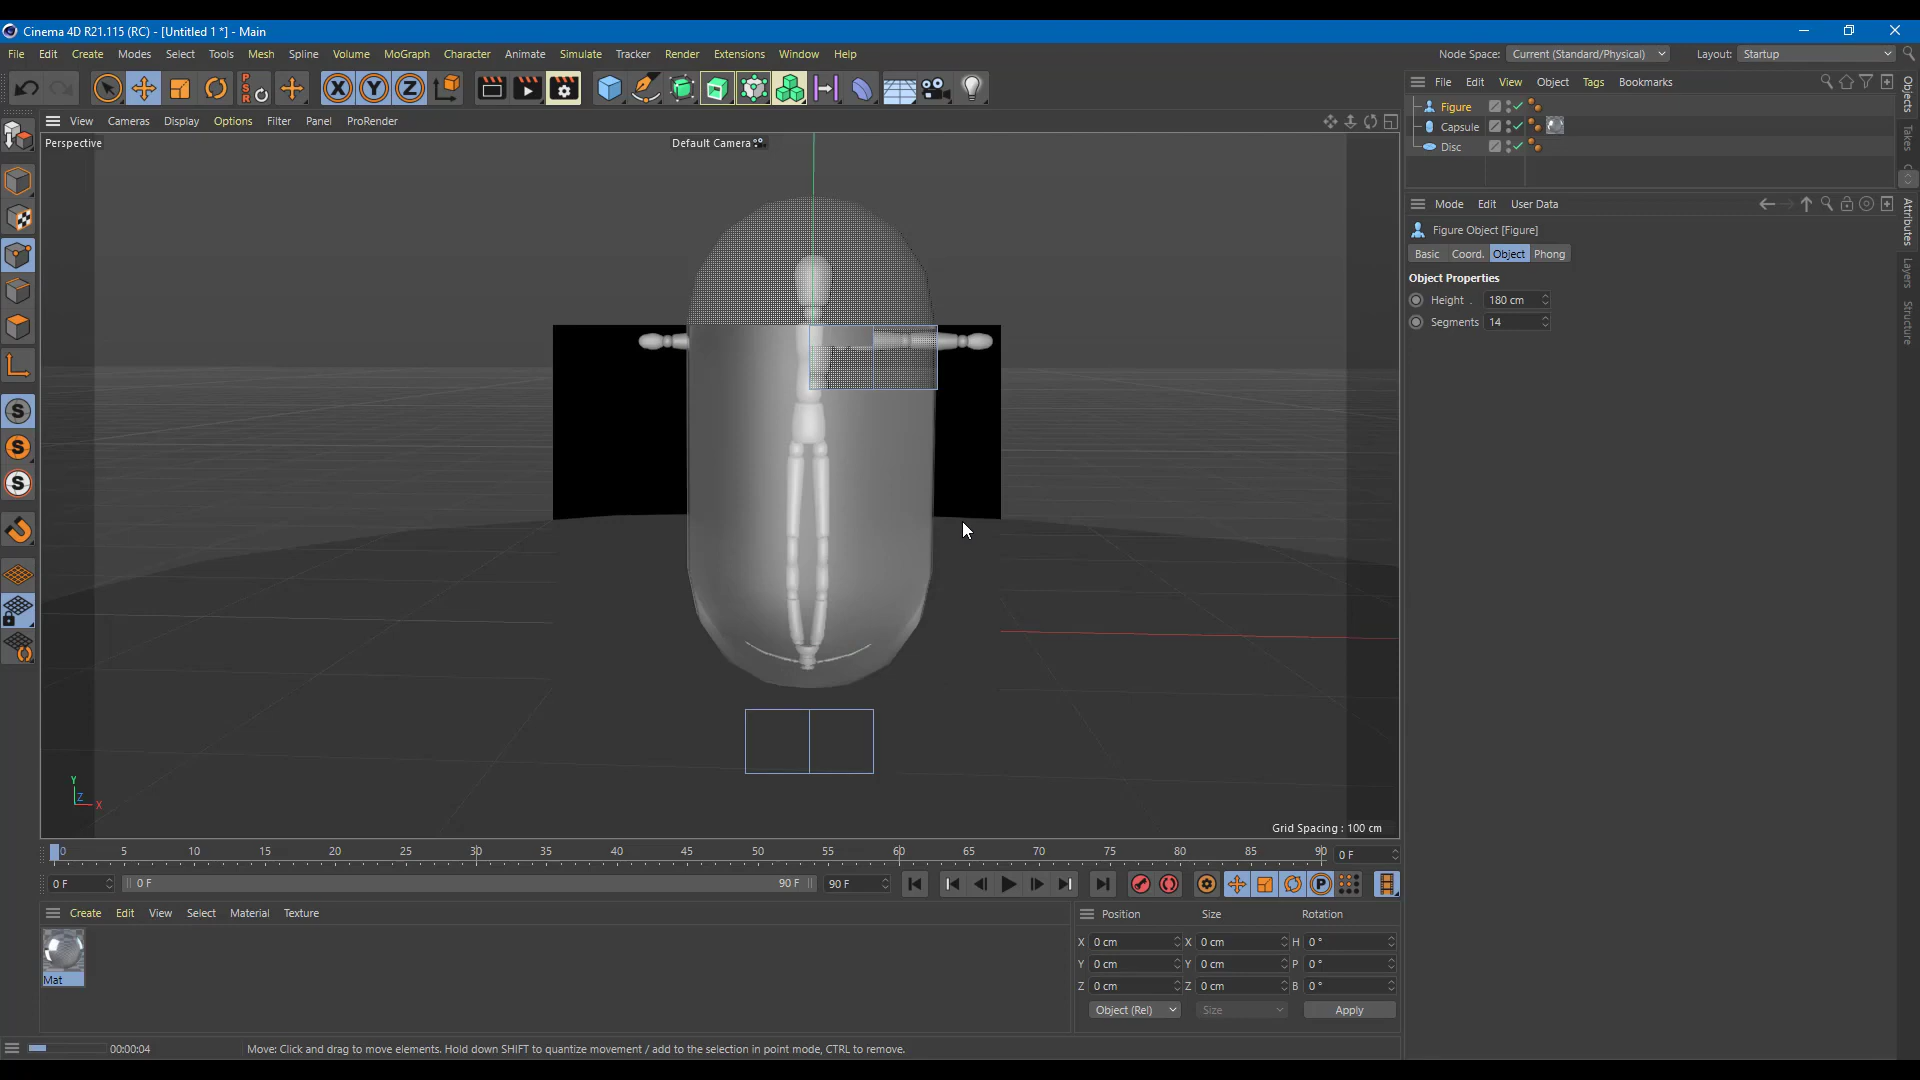 Cinema 4D R21.115 (RC) - [Untitled 1 *] - Main
File Edit Create Modes Select Tools Mesh Spline Volume MoGraph Character Animate Simulate Tracker Render Extensions Window Help
Node Space: Current (Standard/Physical) Layout: Startup
X Y Z
View Cameras Display Options Filter Panel ProRender
Perspective
Default Camera
File Edit View Object Tags Bookmarks
Figure
Capsule
Disc
Objects
Takes
Mode Edit User Data
Figure Object [Figure]
Basic Coord. Object Phong
Object Properties
Height . 180 cm
Segments 14
Attributes
Layers
Structure
Y
Z
X
Grid Spacing : 100 cm
0 5 10 15 20 25 30 35 40 45 50 55 60 65 70 75 80 85 90 0 F
0 F 0 F 90 F 90 F
Create Edit View Select Material Texture
Mat
Position Size Rotation
X 0 cm X 0 cm H 0 °
Y 0 cm Y 0 cm P 0 °
Z 0 cm Z 0 cm B 0 °
Object (Rel) Size Apply
00:00:04 Move: Click and drag to move elements. Hold down SHIFT to quantize movement / add to the selection in point mode, CTRL to remove.